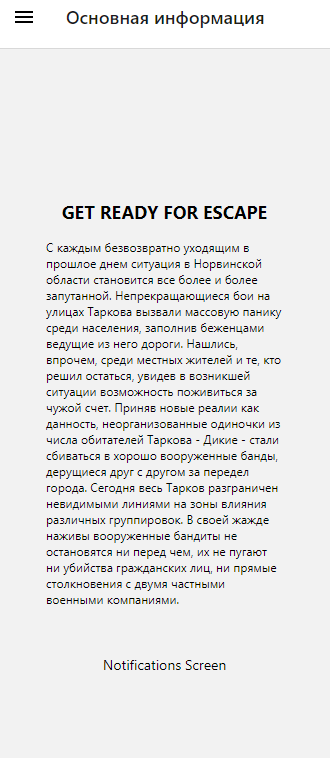 Основная информация
GET READY FOR ESCAPE
С каждым безвозвратно уходящим в
прошлое днем ситуация в Норвинской
области становится все более и более
запутанной. Непрекращающиеся бои на
улицах Таркова вызвали массовую панику
среди населения, заполнив беженцами
ведущие из него дороги. Нашлись,
впрочем, среди местных жителей и те, кто
решил остаться, увидев в возникшей
ситуации возможность поживиться за
чужой счет. Приняв новые реалии как
данность, неорганизованные одиночки из
числа обитателей Таркова - Дикие - стали
сбиваться в хорошо вооруженные банды,
дерущиеся друг с другом за передел
города. Сегодня весь Тарков разграничен
невидимыми линиями на зоны влияния
различных группировок. В своей жажде
наживы вооруженные бандиты не
остановятся ни перед чем, их не пугают
ни убийства гражданских лиц, ни прямые
столкновения с двумя частными
военными компаниями.
Notifications Screen